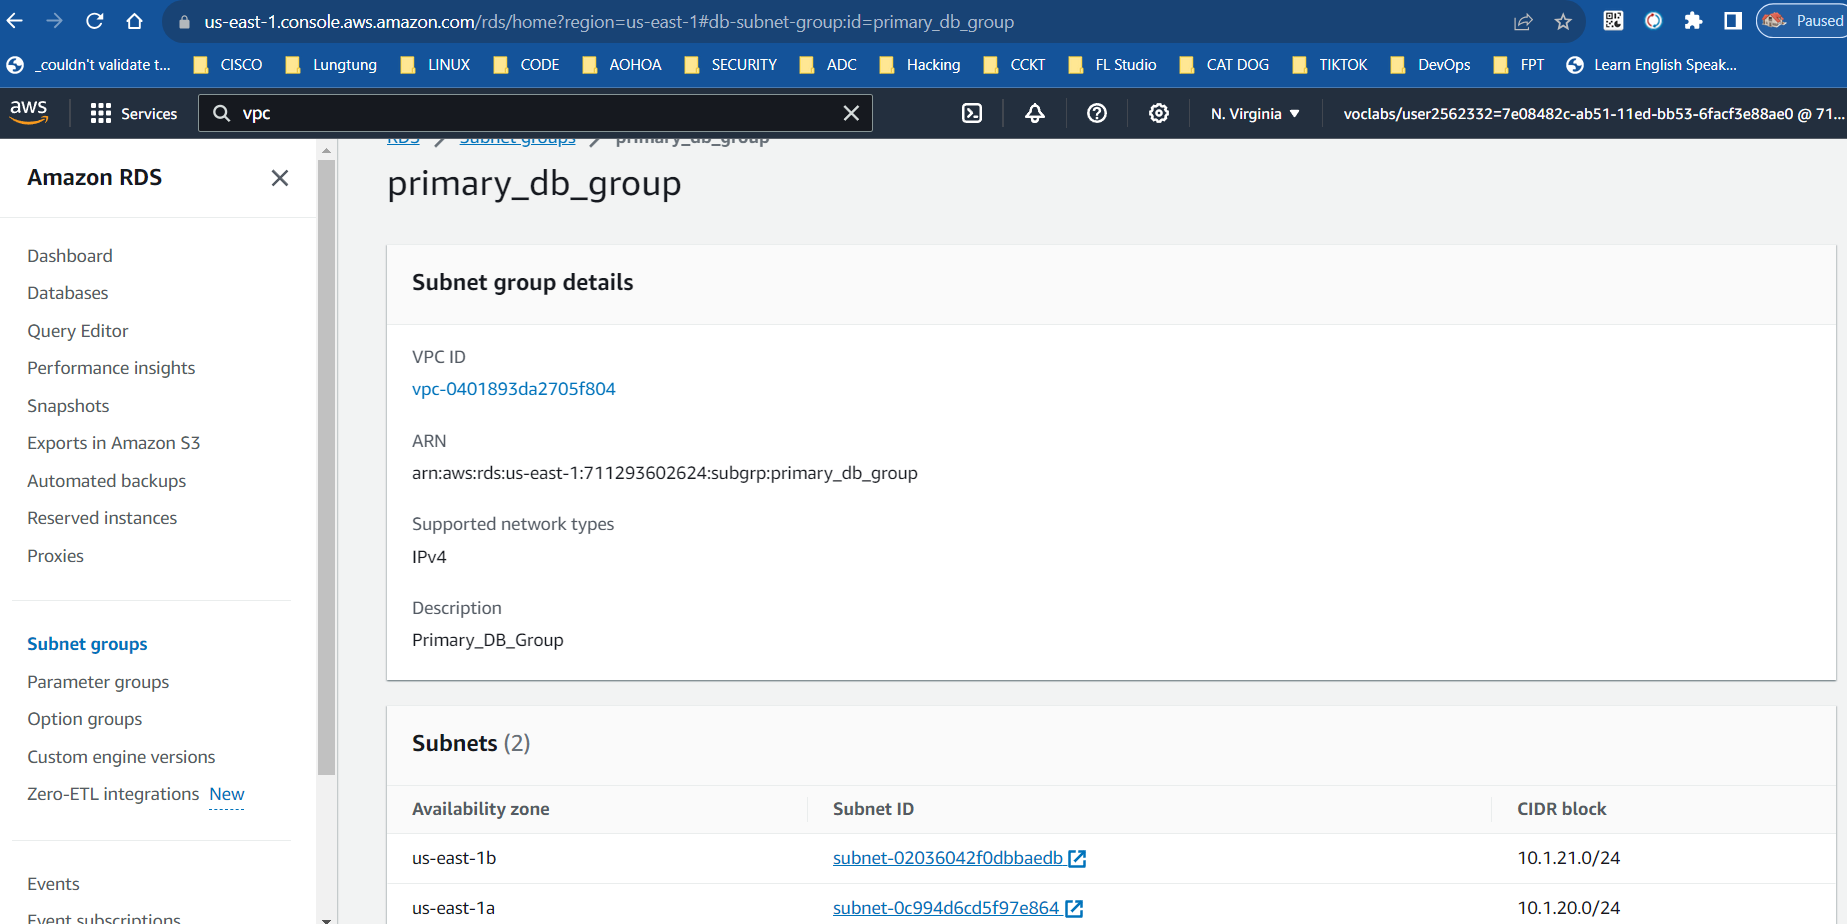 us-east-1.console.aws.amazon.com/rds/home?region=us-east-1#db-subnet-group:id=primary_db_group
Paused
_couldn't validate t...
CISCO
Lungtung
LINUX
CODE
AOHOA
SECURITY
ADC
Hacking
CCKT
FL Studio
CAT DOG
TIKTOK
DevOps
FPT
Learn English Speak...
aws
Services
vpc
N. Virginia
voclabs/user2562332=7e08482c-ab51-11ed-bb53-6facf3e88ae0 @ 71...
Amazon RDS
Dashboard
Databases
Query Editor
Performance insights
Snapshots
Exports in Amazon S3
Automated backups
Reserved instances
Proxies
Subnet groups
Parameter groups
Option groups
Custom engine versions
Zero-ETL integrations New
Events
Event subscriptions
RDS
Subnet groups
primary_db_group
primary_db_group
Subnet group details
VPC ID
vpc-0401893da2705f804
ARN
arn:aws:rds:us-east-1:711293602624:subgrp:primary_db_group
Supported network types
IPv4
Description
Primary_DB_Group
Subnets (2)
Availability zone
Subnet ID
CIDR block
us-east-1b
subnet-02036042f0dbbaedb
10.1.21.0/24
us-east-1a
subnet-0c994d6cd5f97e864
10.1.20.0/24